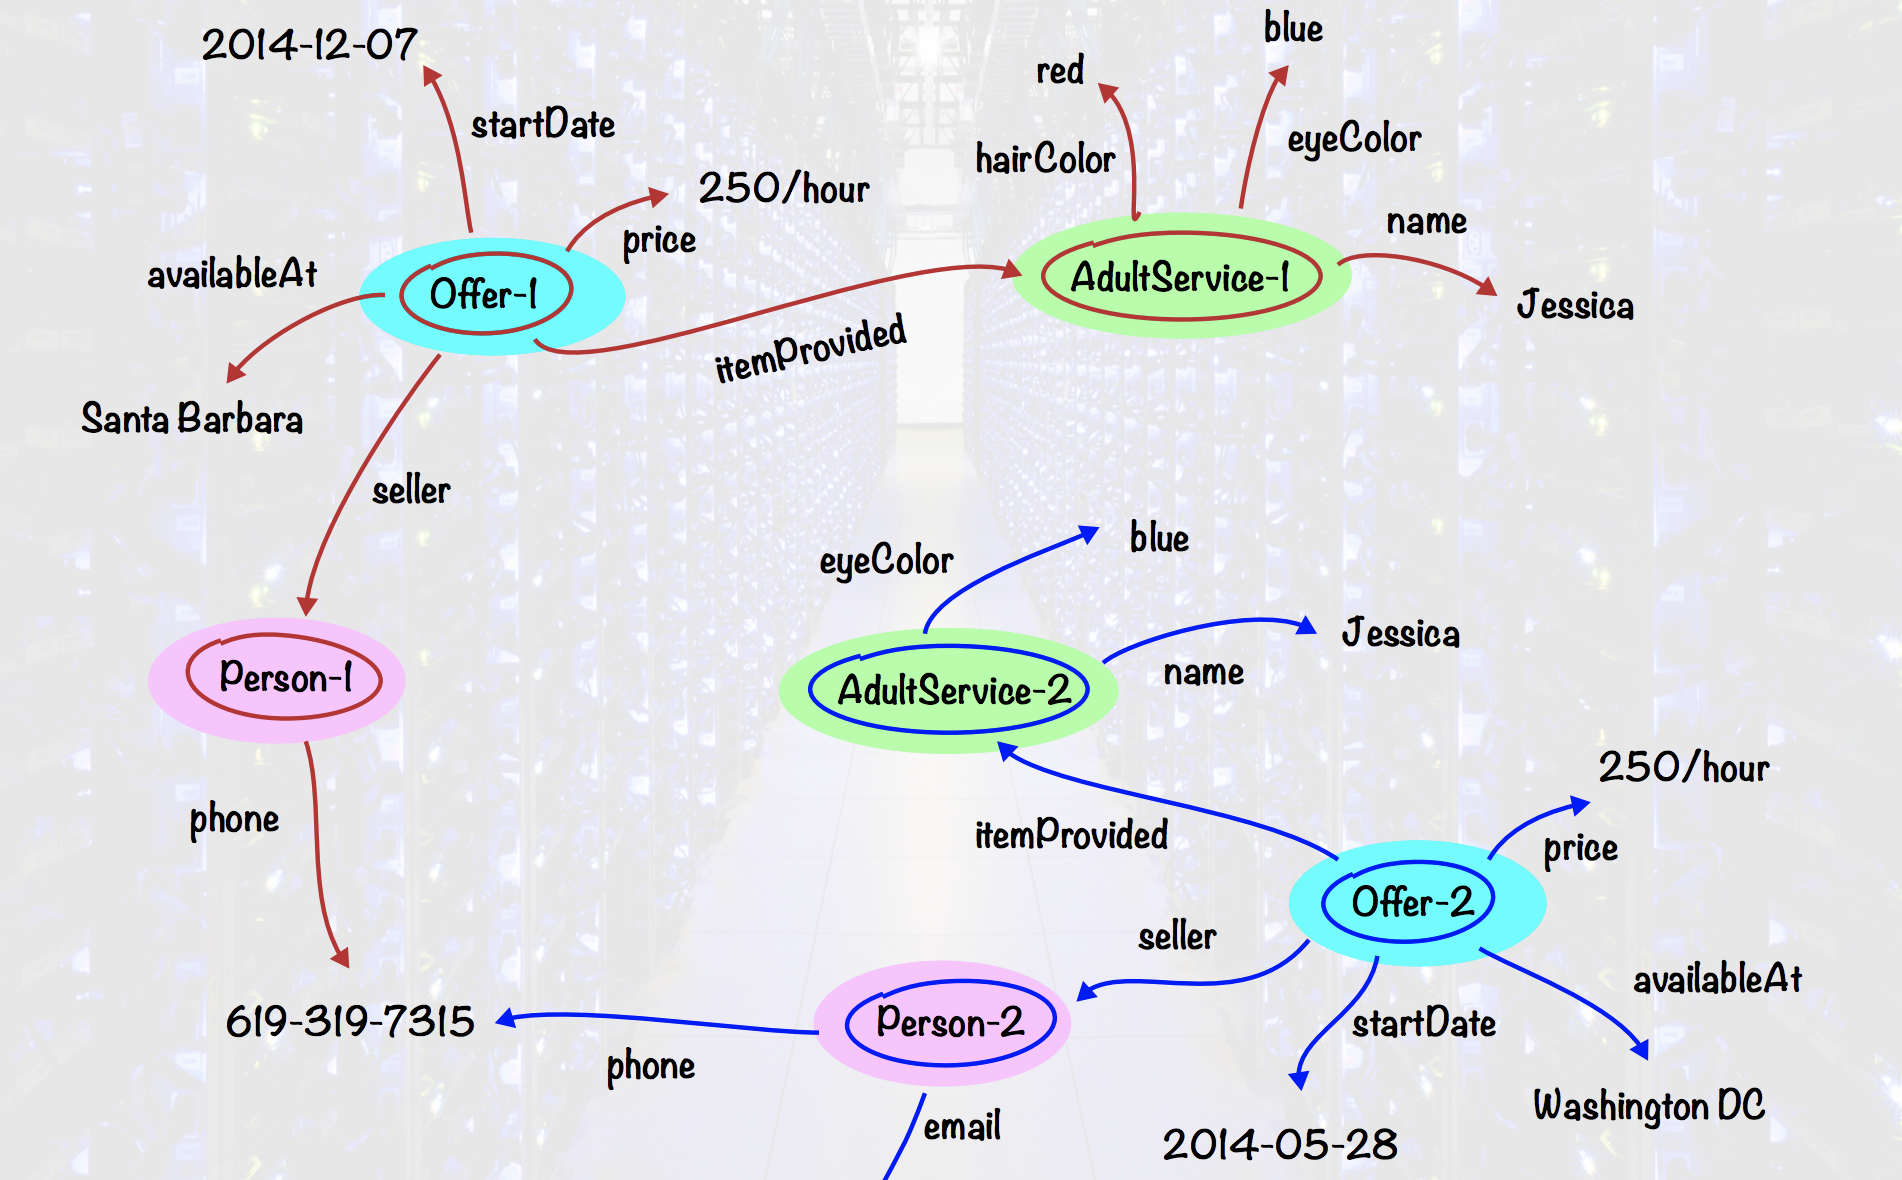 2014-12-07
startDate
250/hour
price
availableAt
Offer-1
Santa Barbara
itemProvided
seller
blue
red
eyeColor
hairColor
name
AdultService-1
Jessica
Person-1
phone
619-319-7315
eyeColor
blue
Jessica
name
AdultService-2
itemProvided
250/hour
price
Offer-2
seller
availableAt
startDate
Washington DC
2014-05-28
Person-2
phone
email